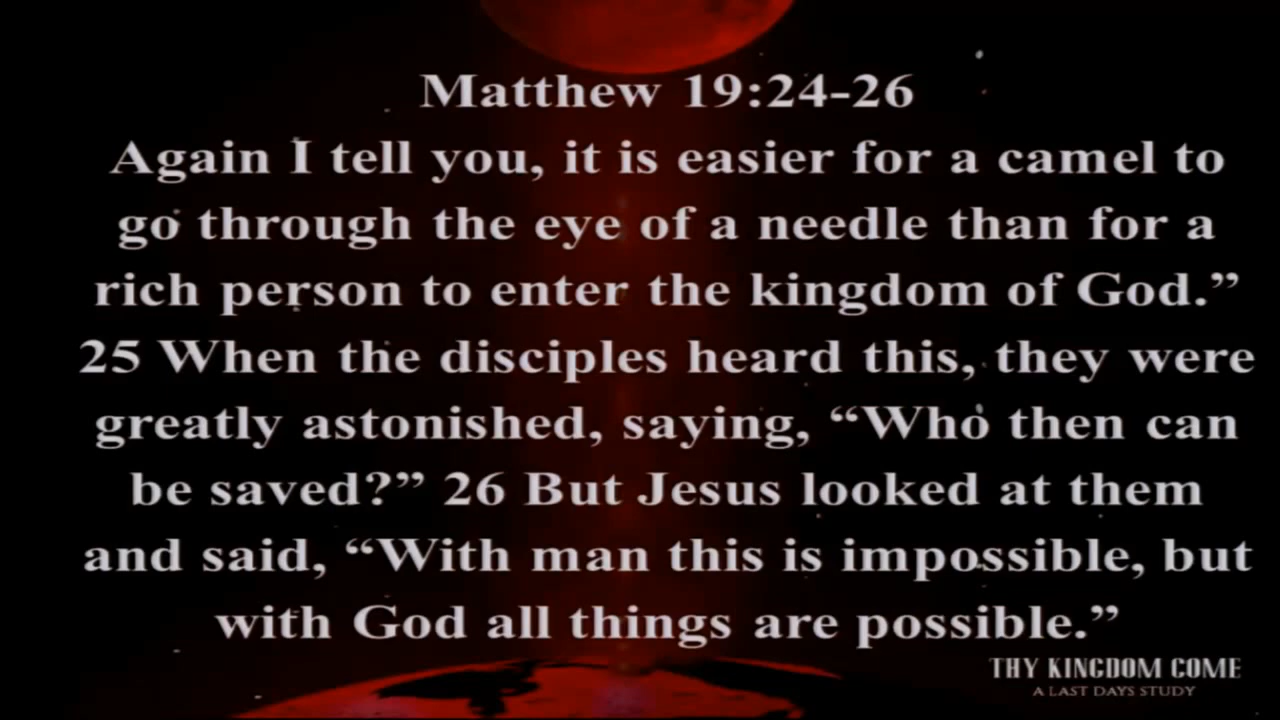 Matthew 19:24-26
Again I tell you, it is easier for a camel to
go through the eye of a needle than for a
rich person to enter the kingdom of God.”
25 When the disciples heard this, they were
greatly astonished, saying, “Who then can
be saved?” 26 But Jesus looked at them
and said, “With man this is impossible, but
with God all things are possible.”
THY KINGDOM COME
A LAST DAYS STUDY